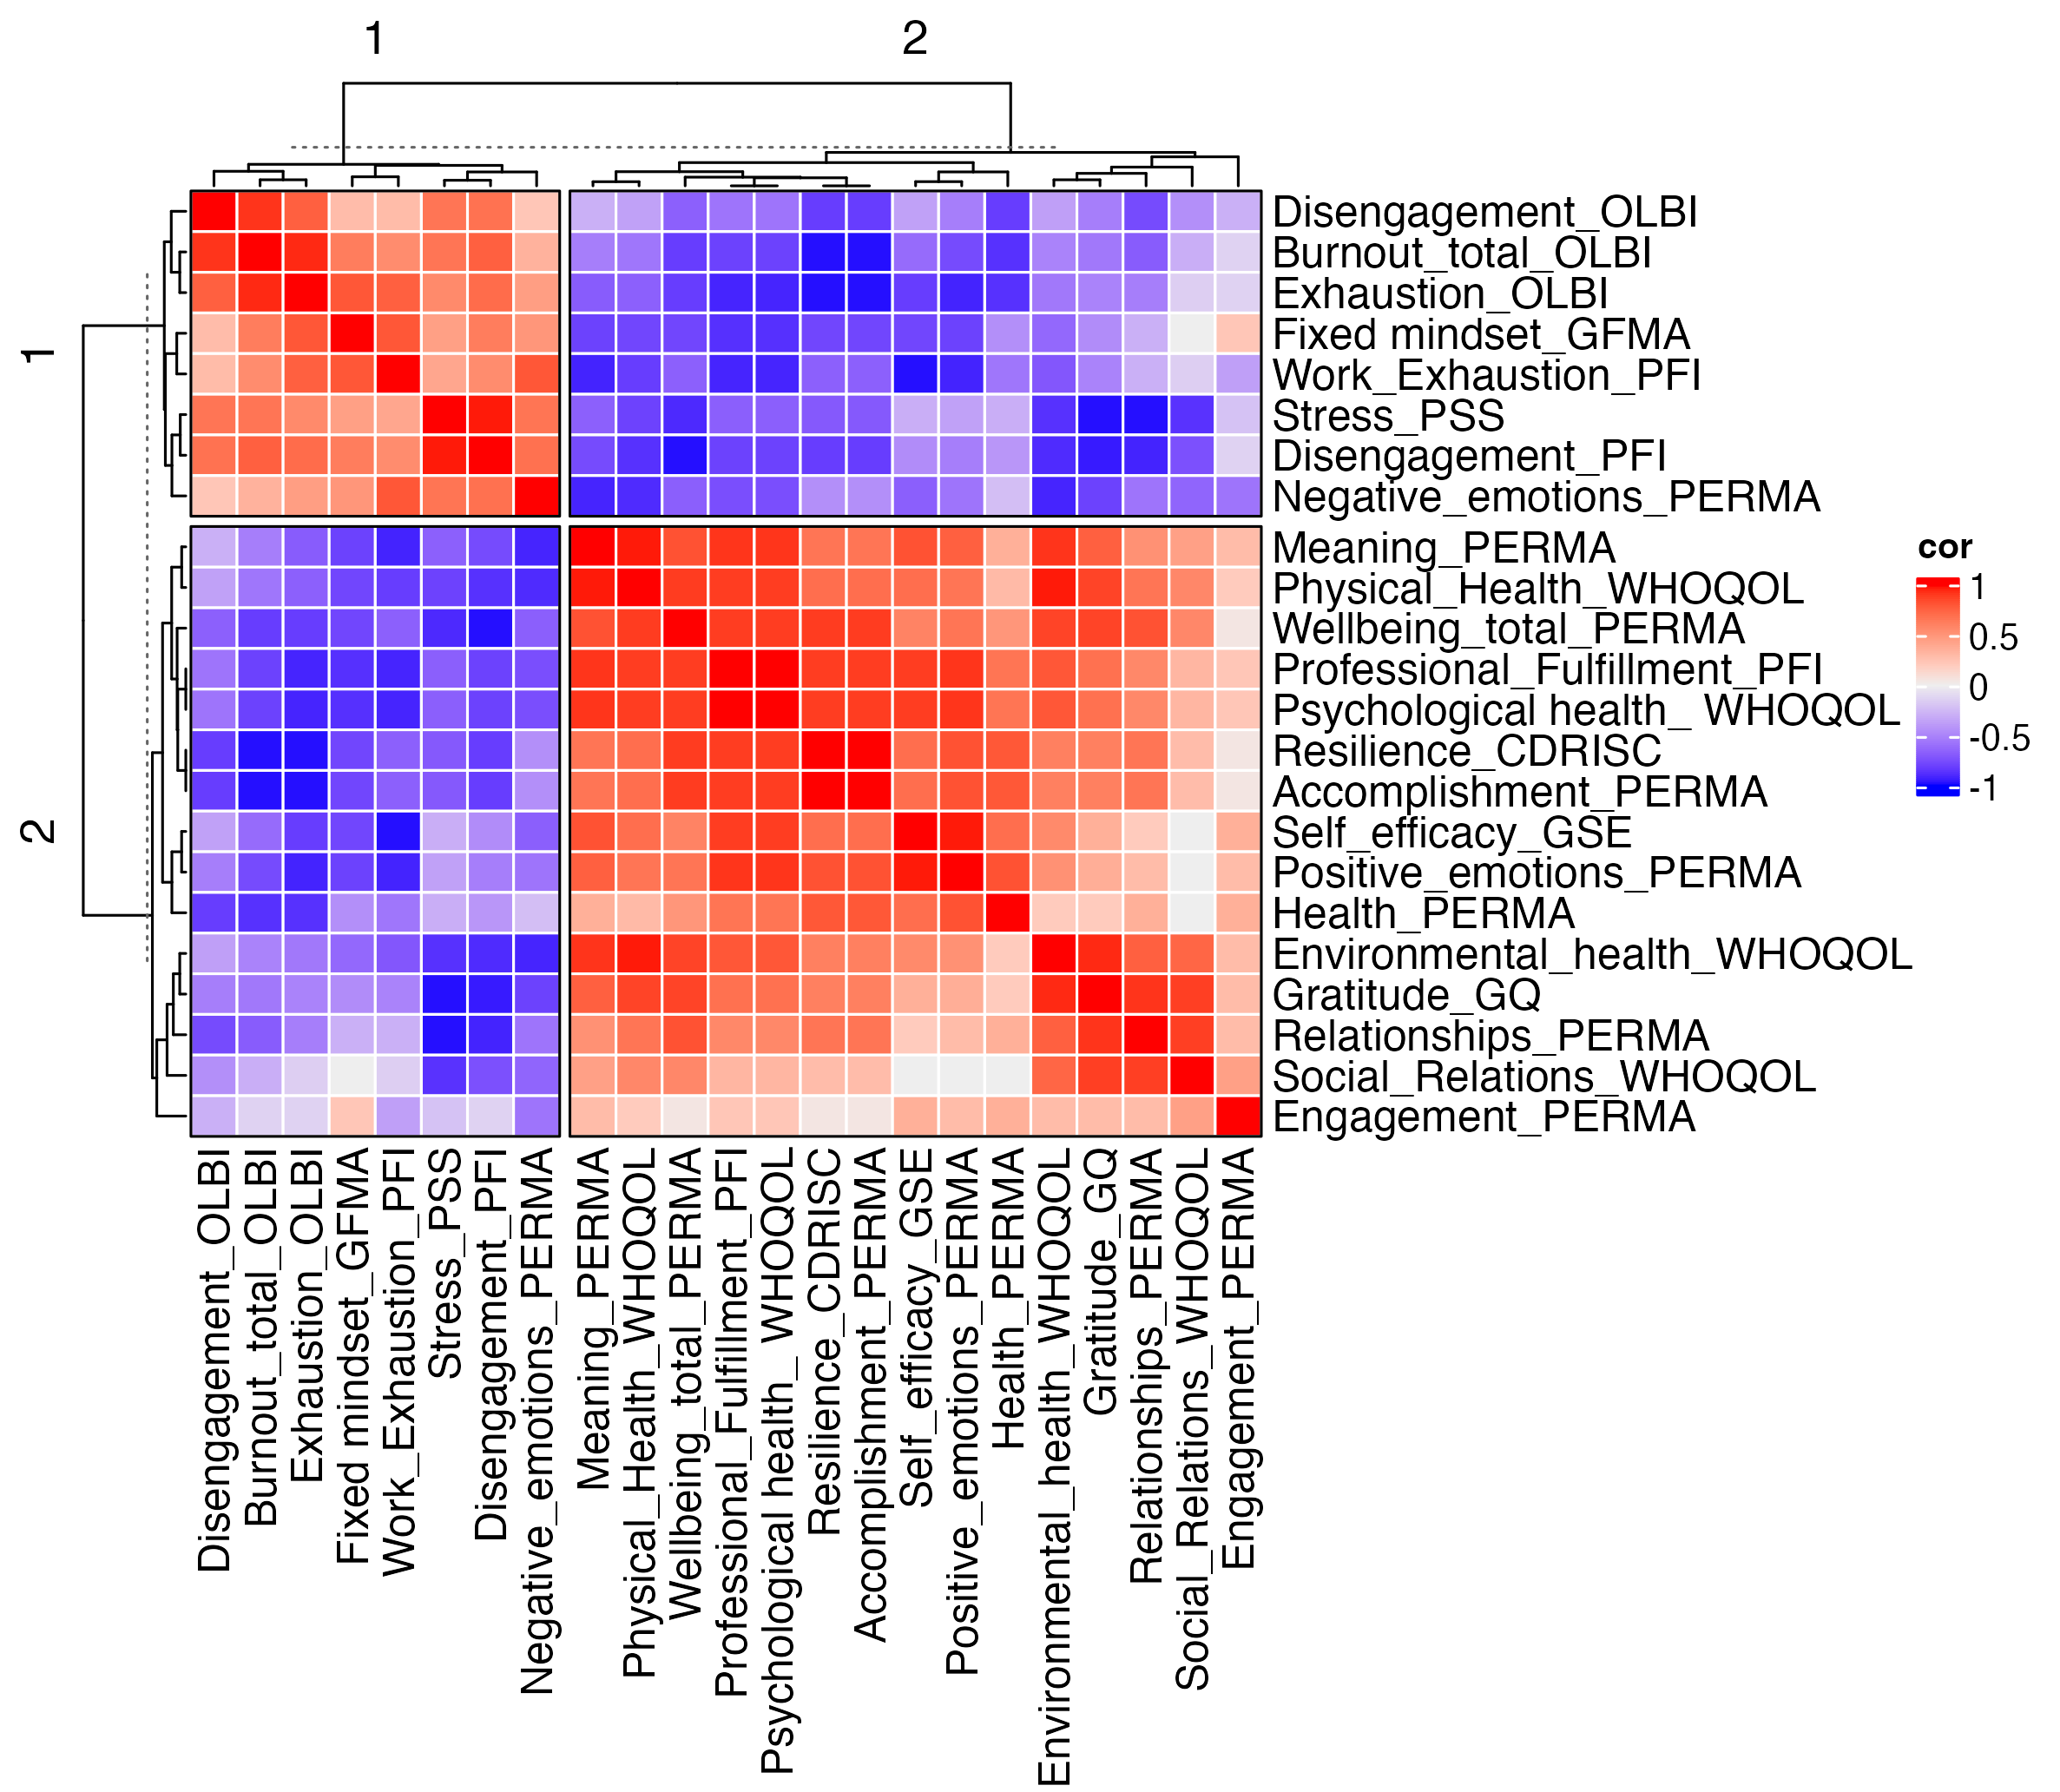 1
2
1
2
Disengagement_OLBI
Burnout_total_OLBI
Exhaustion_OLBI
Fixed mindset_GFMA
Work_Exhaustion_PFI
Stress_PSS
Disengagement_PFI
Negative_emotions_PERMA
Meaning_PERMA
Physical_Health_WHOQOL
Wellbeing_total_PERMA
Professional_Fulfillment_PFI
Psychological health_ WHOQOL
Resilience_CDRISC
Accomplishment_PERMA
Self_efficacy_GSE
Positive_emotions_PERMA
Health_PERMA
Environmental_health_WHOQOL
Gratitude_GQ
Relationships_PERMA
Social_Relations_WHOQOL
Engagement_PERMA
cor
1
0.5
0
-0.5
-1
Disengagement_OLBI
Burnout_total_OLBI
Exhaustion_OLBI
Fixed mindset_GFMA
Work_Exhaustion_PFI
Stress_PSS
Disengagement_PFI
Negative_emotions_PERMA
Meaning_PERMA
Physical_Health_WHOQOL
Wellbeing_total_PERMA
Professional_Fulfillment_PFI
Psychological health_ WHOQOL
Resilience_CDRISC
Accomplishment_PERMA
Self_efficacy_GSE
Positive_emotions_PERMA
Health_PERMA
Environmental_health_WHOQOL
Gratitude_GQ
Relationships_PERMA
Social_Relations_WHOQOL
Engagement_PERMA